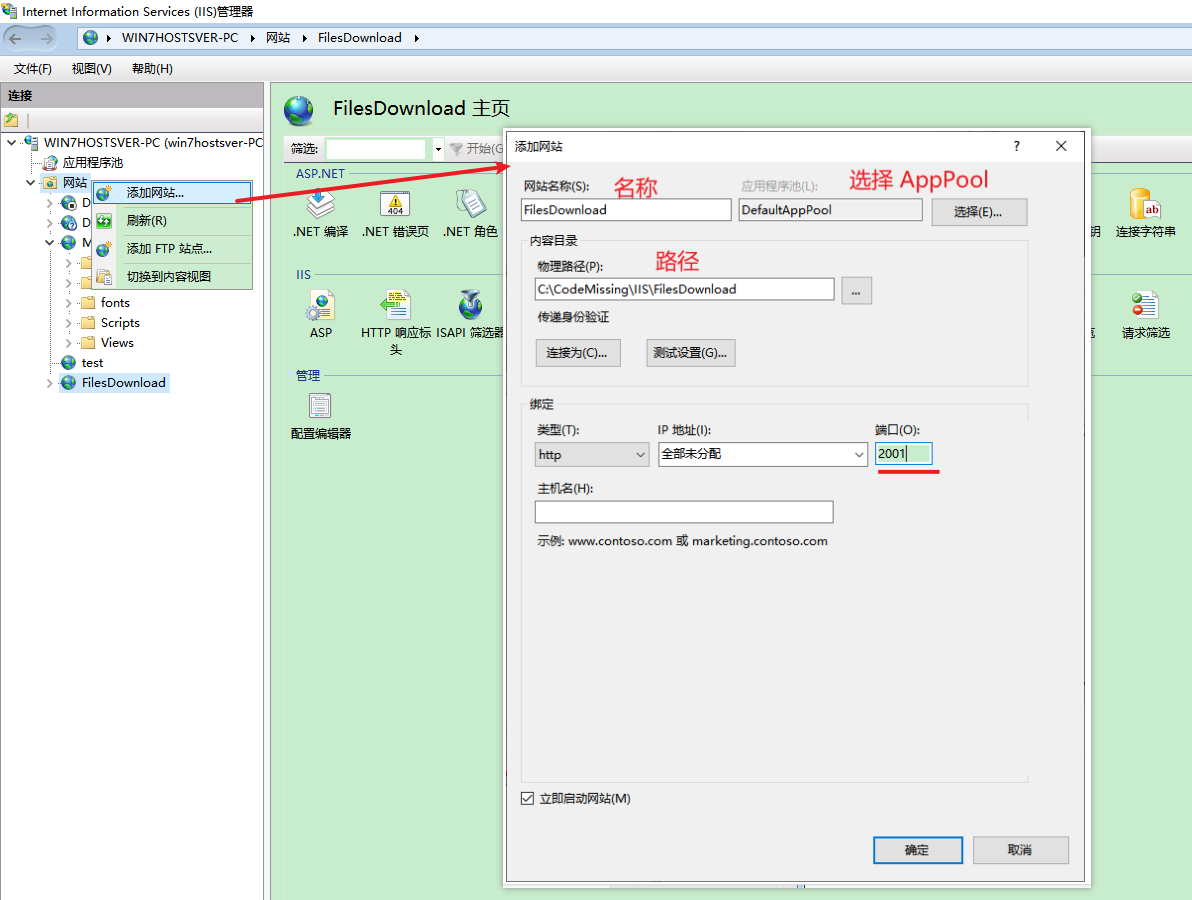 Internet Information Services (IIS)管理器
WIN7HOSTSVER-PC
网站
FilesDownload
文件(F)
视图(V)
帮助(H)
连接
WIN7HOSTSVER-PC (win7hostsver-PC
应用程序池
网站
D
D
M
添加网站...
刷新(R)
添加 FTP 站点...
切换到内容视图
fonts
Scripts
Views
test
FilesDownload
FilesDownload 主页
筛选:
开始(G
ASP.NET
404
.NET 编译
.NET 错误页
.NET 角色
ab
连接字符串
IIS
ASP
HTTP 响应标
头
ISAPI 筛选器
请求筛选
管理
配置编辑器
添加网站
?
网站名称(S):
名称
应用程序池(L):
选择 AppPool
FilesDownload
DefaultAppPool
选择(E)...
内容目录
物理路径(P):
路径
C:\CodeMissing\IIS\FilesDownload
...
传递身份验证
连接为(C)...
测试设置(G)...
绑定
类型(T):
IP 地址(I):
端口(O):
http
全部未分配
2001
主机名(H):
示例: www.contoso.com 或 marketing.contoso.com
立即启动网站(M)
确定
取消